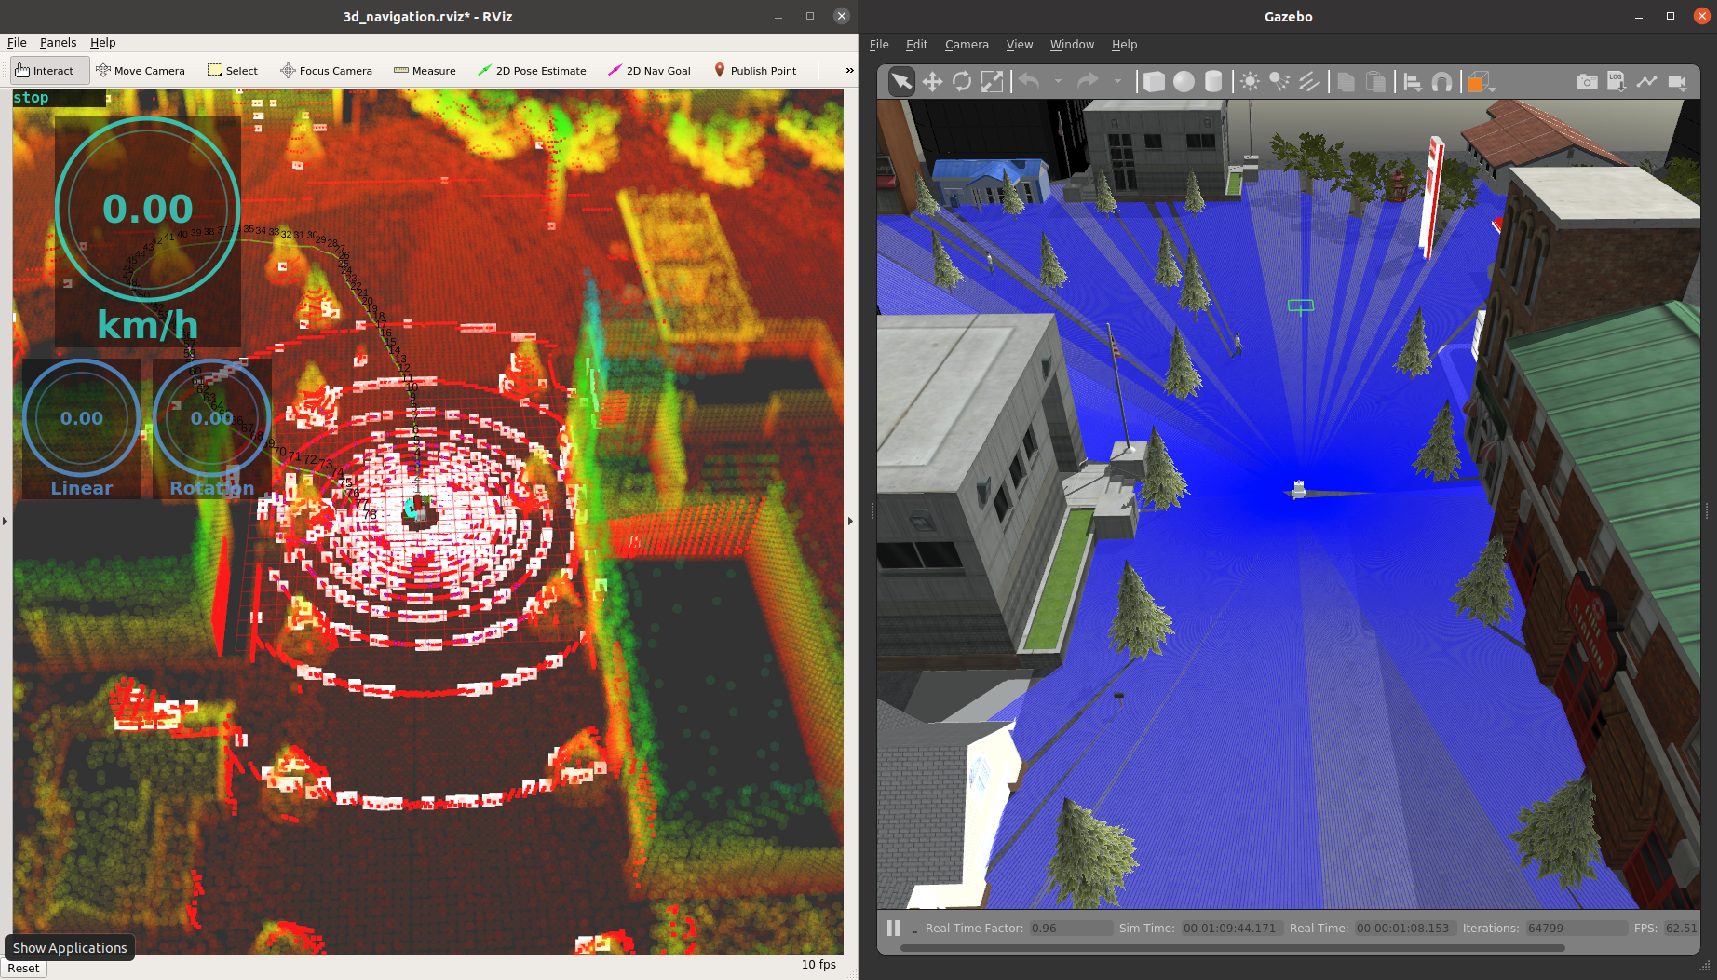 3d_navigation.rviz* - RViz
File Panels Help
Interact Move Camera Select Focus Camera Measure 2D Pose Estimate 2D Nav Goal Publish Point »
stop
0.00
km/h
0.00 0.00
Linear Rotation
Show Applications
Reset
10 fps
Gazebo
File Edit Camera View Window Help
LOG
Real Time Factor: 0.96 Sim Time: 00 01:09:44.171 Real Time: 00 00:01:08.153 Iterations: 64799 FPS: 62.51